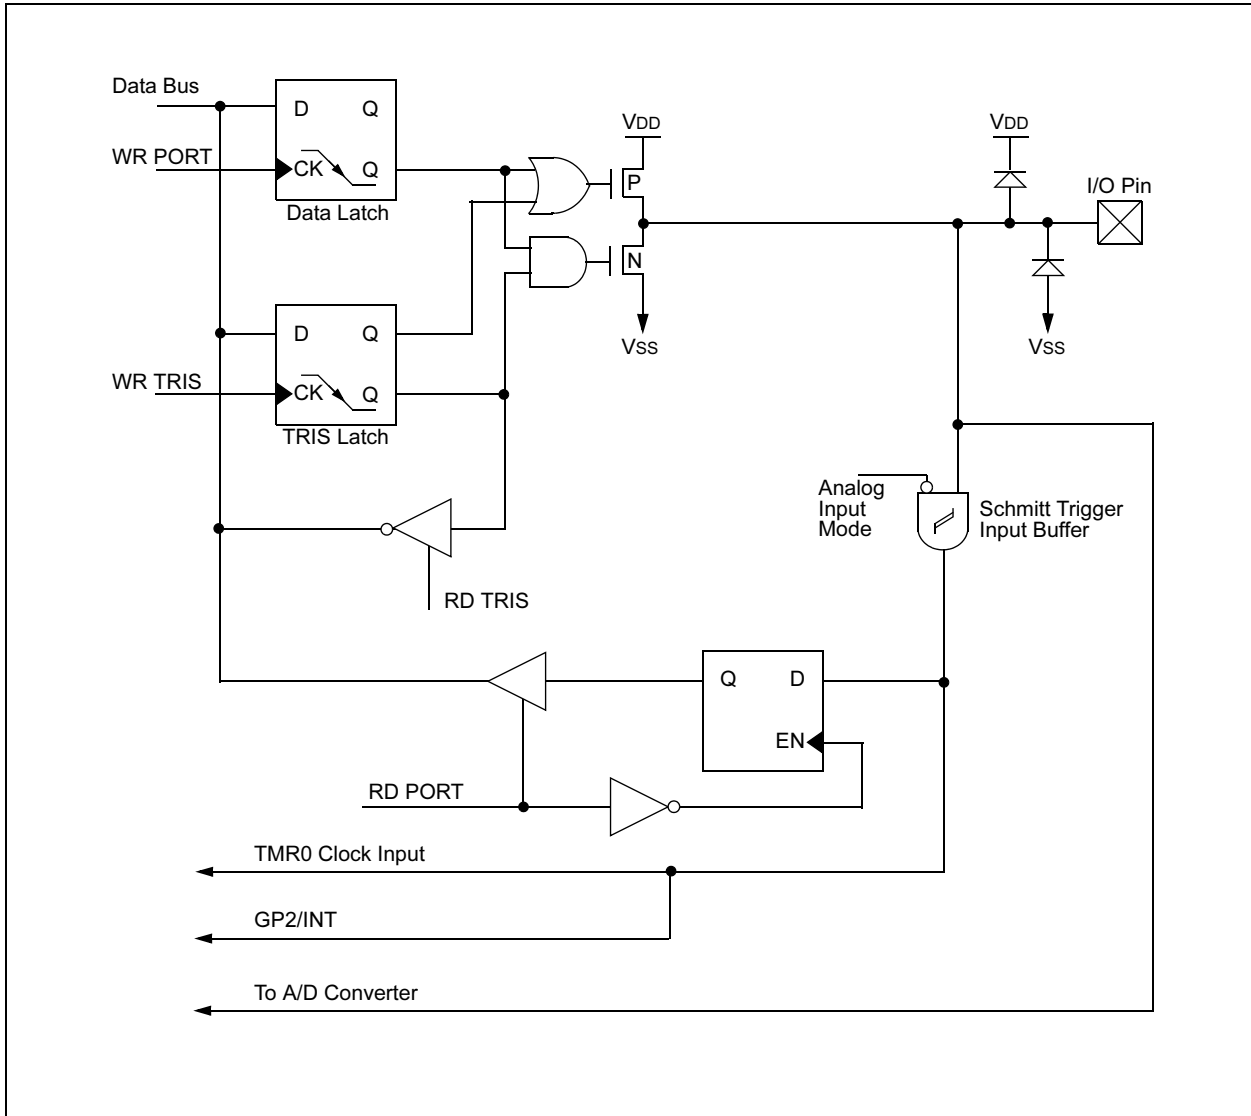 Data Bus
D Q
WR PORT
CK Q
Data Latch
VDD
P
N
VSS
VDD
I/O Pin
VSS
D Q
WR TRIS
CK Q
TRIS Latch
RD TRIS
Analog
Input
Mode
Schmitt Trigger
Input Buffer
Q D
EN
RD PORT
TMR0 Clock Input
GP2/INT
To A/D Converter